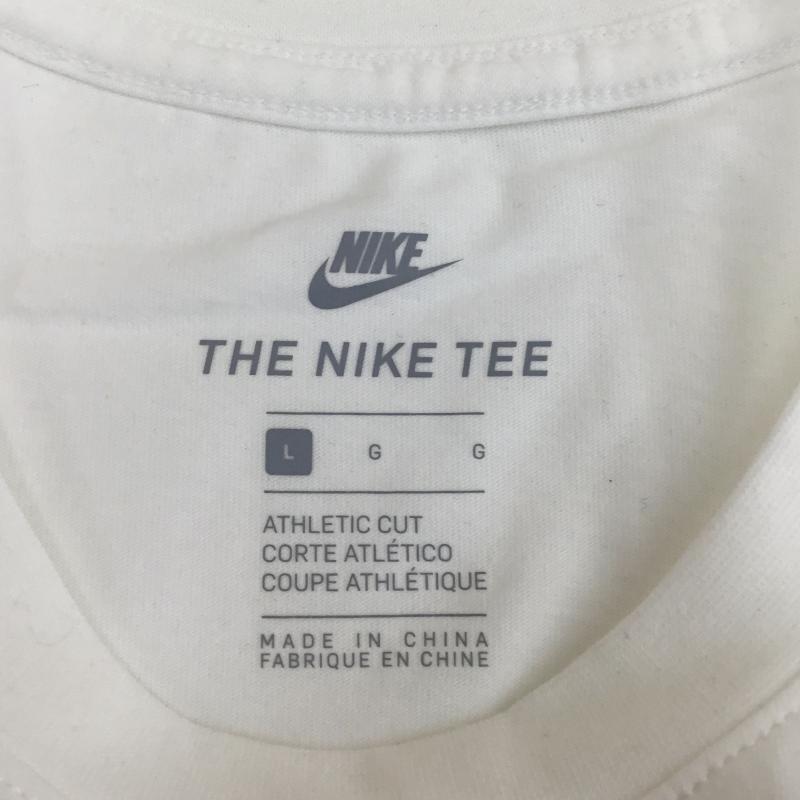 NIKE
THE NIKE TEE
L G G
ATHLETIC CUT
CORTE ATLÉTICO
COUPE ATHLÉTIQUE
MADE IN CHINA
FABRIQUE EN CHINE